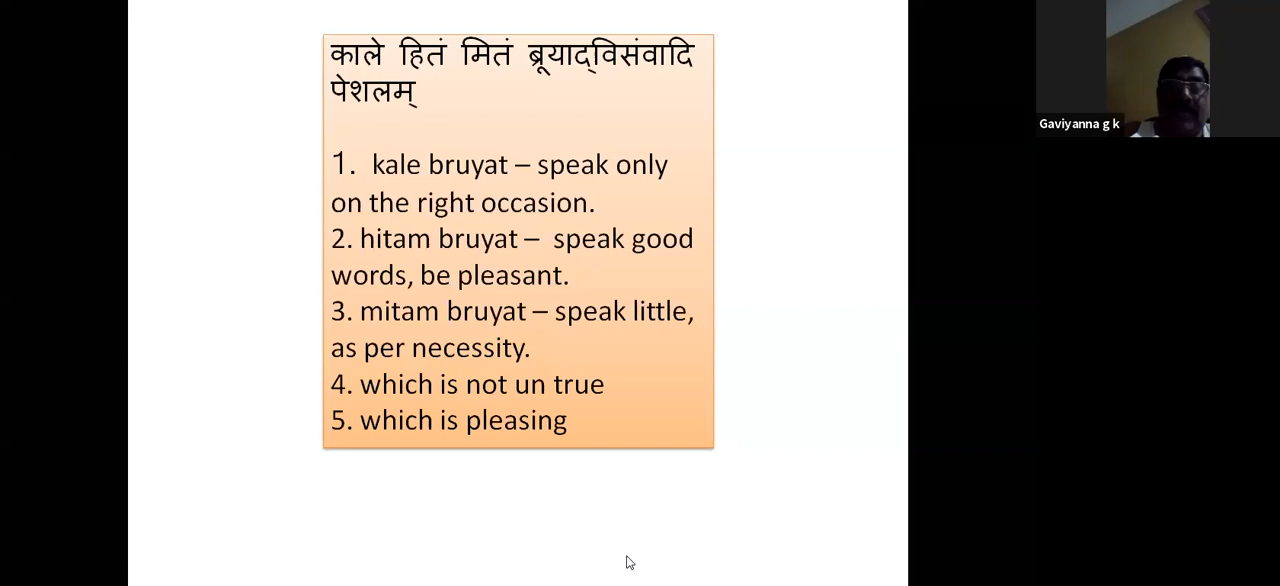 काले हितं मितं ब्रूयाद्विसंवादि
पेशलम्
1. kale bruyat – speak only
on the right occasion.
2. hitam bruyat – speak good
words, be pleasant.
3. mitam bruyat – speak little,
as per necessity.
4. which is not un true
5. which is pleasing
Gaviyanna g k